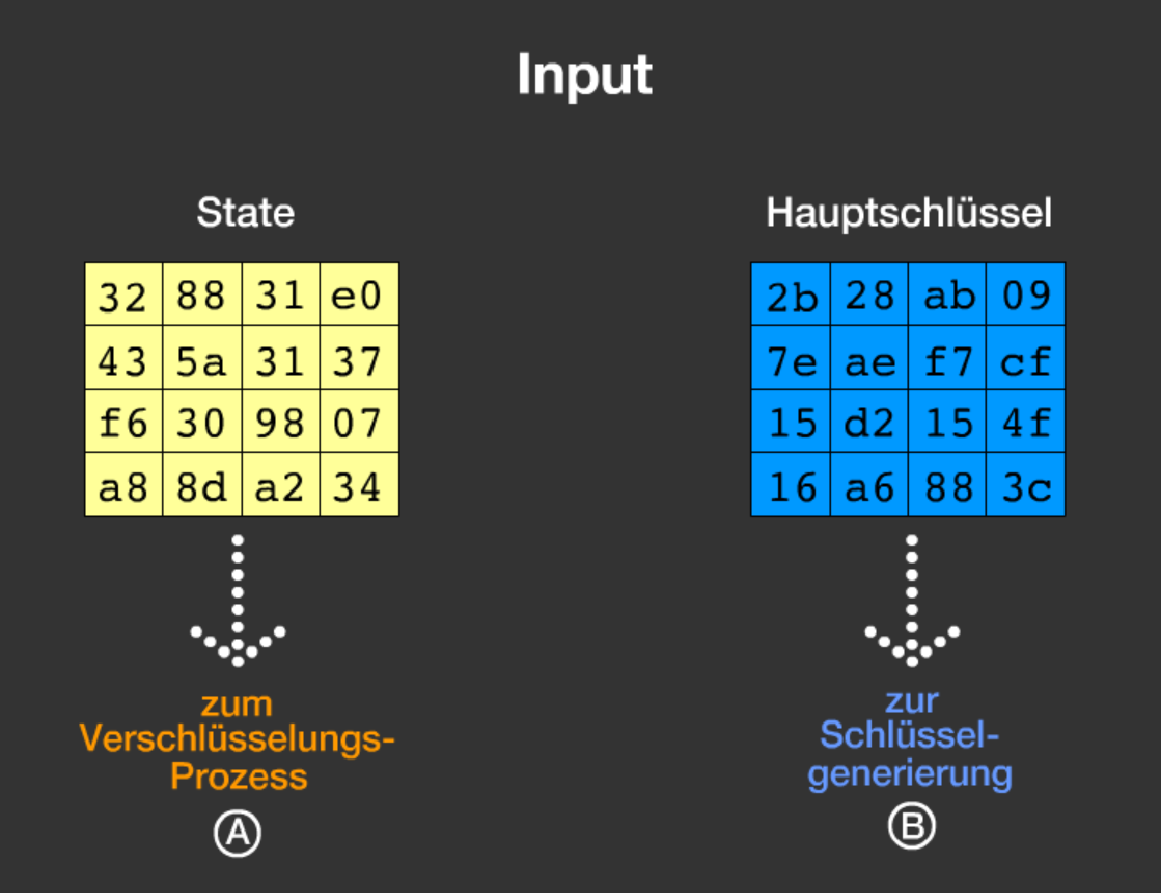 Input
State
Hauptschlüssel
32 88 31 e0
43 5a 31 37
f6 30 98 07
a8 8d a2 34
2b 28 ab 09
7e ae f7 cf
15 d2 15 4f
16 a6 88 3c
zum
Verschlüsselungs-
Prozess
A
zur
Schlüssel-
generierung
B